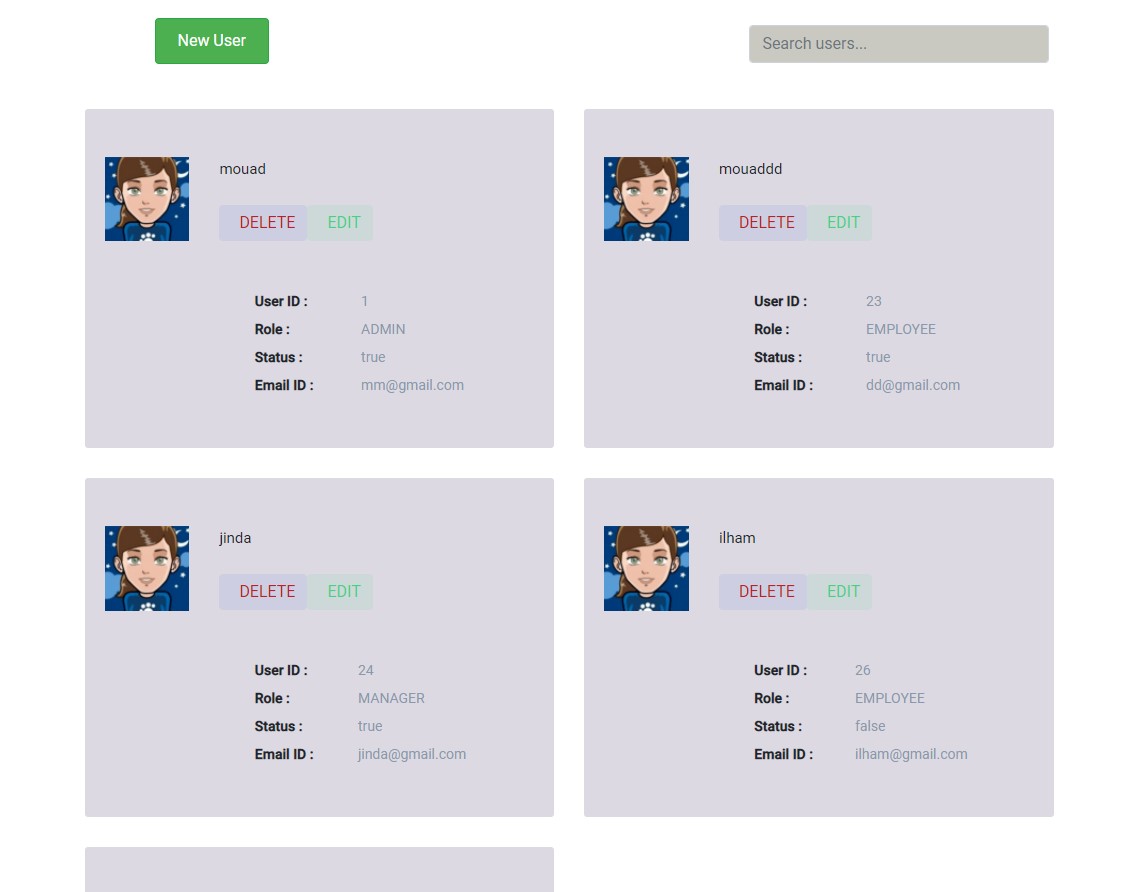 New User
Search users...
mouad
DELETE EDIT
User ID : 1
Role : ADMIN
Status : true
Email ID : mm@gmail.com
mouaddd
DELETE EDIT
User ID : 23
Role : EMPLOYEE
Status : true
Email ID : dd@gmail.com
jinda
DELETE EDIT
User ID : 24
Role : MANAGER
Status : true
Email ID : jinda@gmail.com
ilham
DELETE EDIT
User ID : 26
Role : EMPLOYEE
Status : false
Email ID : ilham@gmail.com